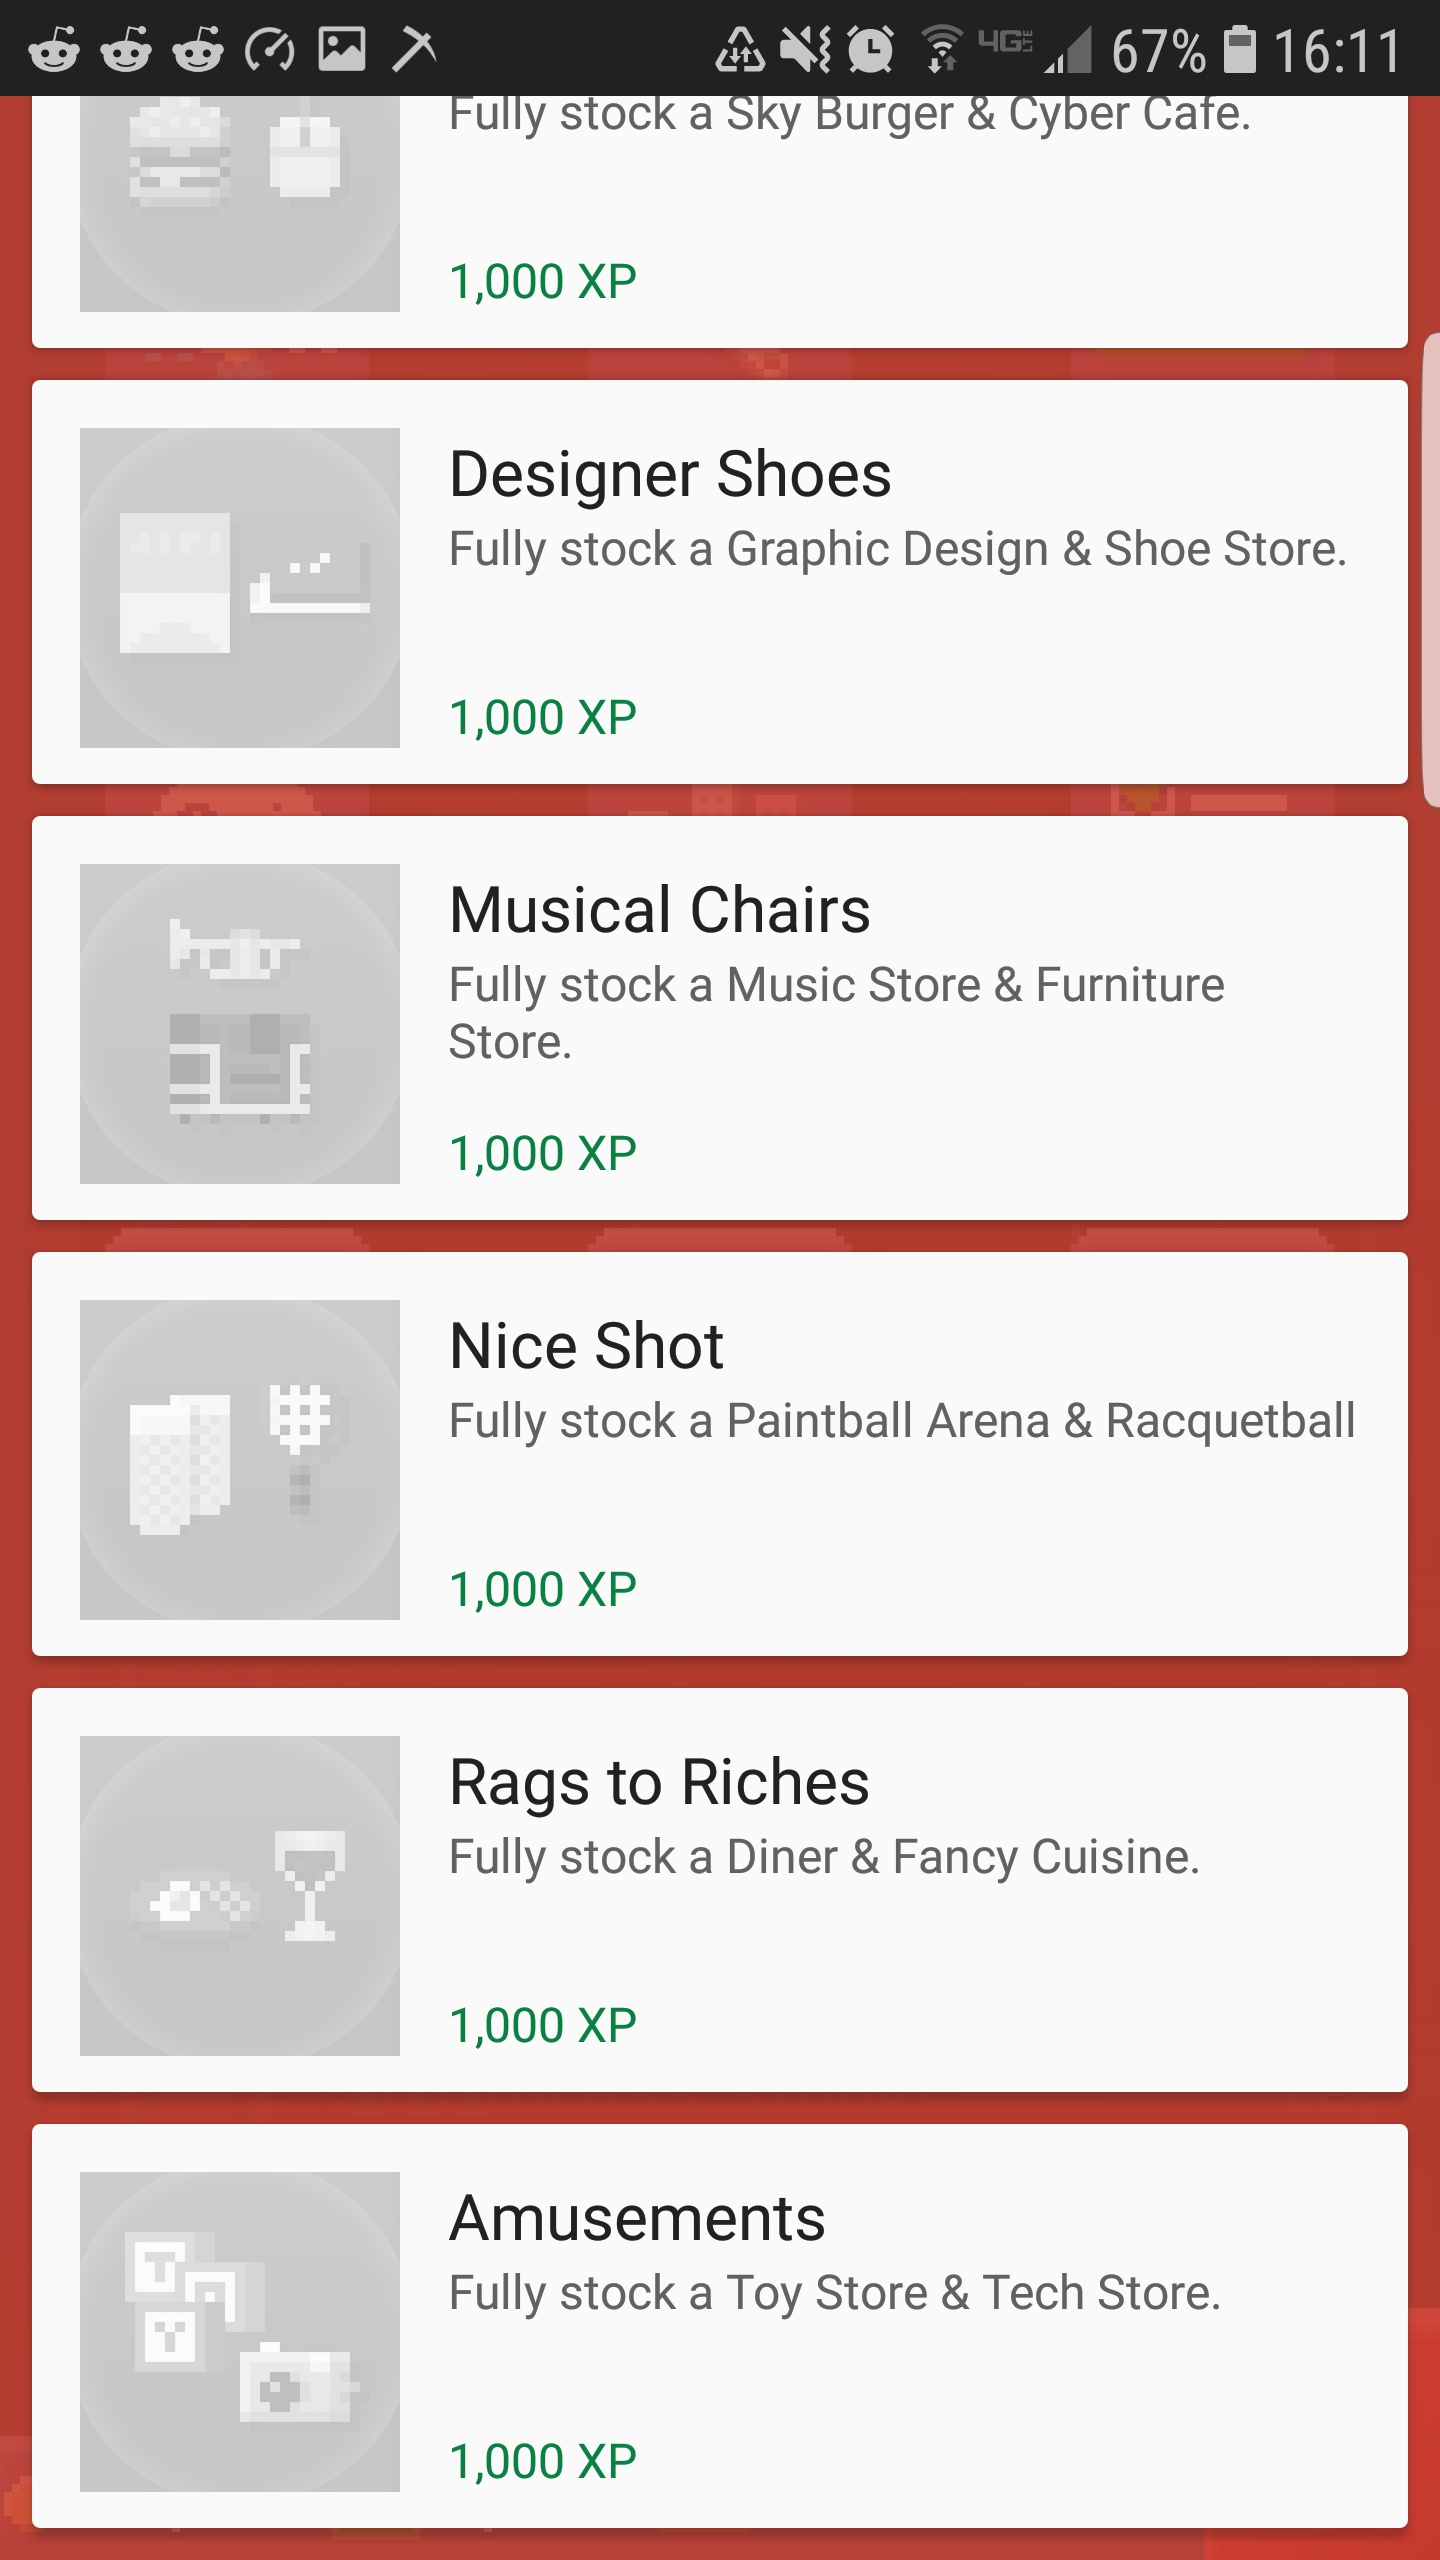 4G LTE 67% 16:11
Fully stock a Sky Burger & Cyber Cafe.
1,000 XP
Designer Shoes
Fully stock a Graphic Design & Shoe Store.
1,000 XP
Musical Chairs
Fully stock a Music Store & Furniture
Store.
1,000 XP
Nice Shot
Fully stock a Paintball Arena & Racquetball
1,000 XP
Rags to Riches
Fully stock a Diner & Fancy Cuisine.
1,000 XP
Amusements
T
Y
Fully stock a Toy Store & Tech Store.
1,000 XP